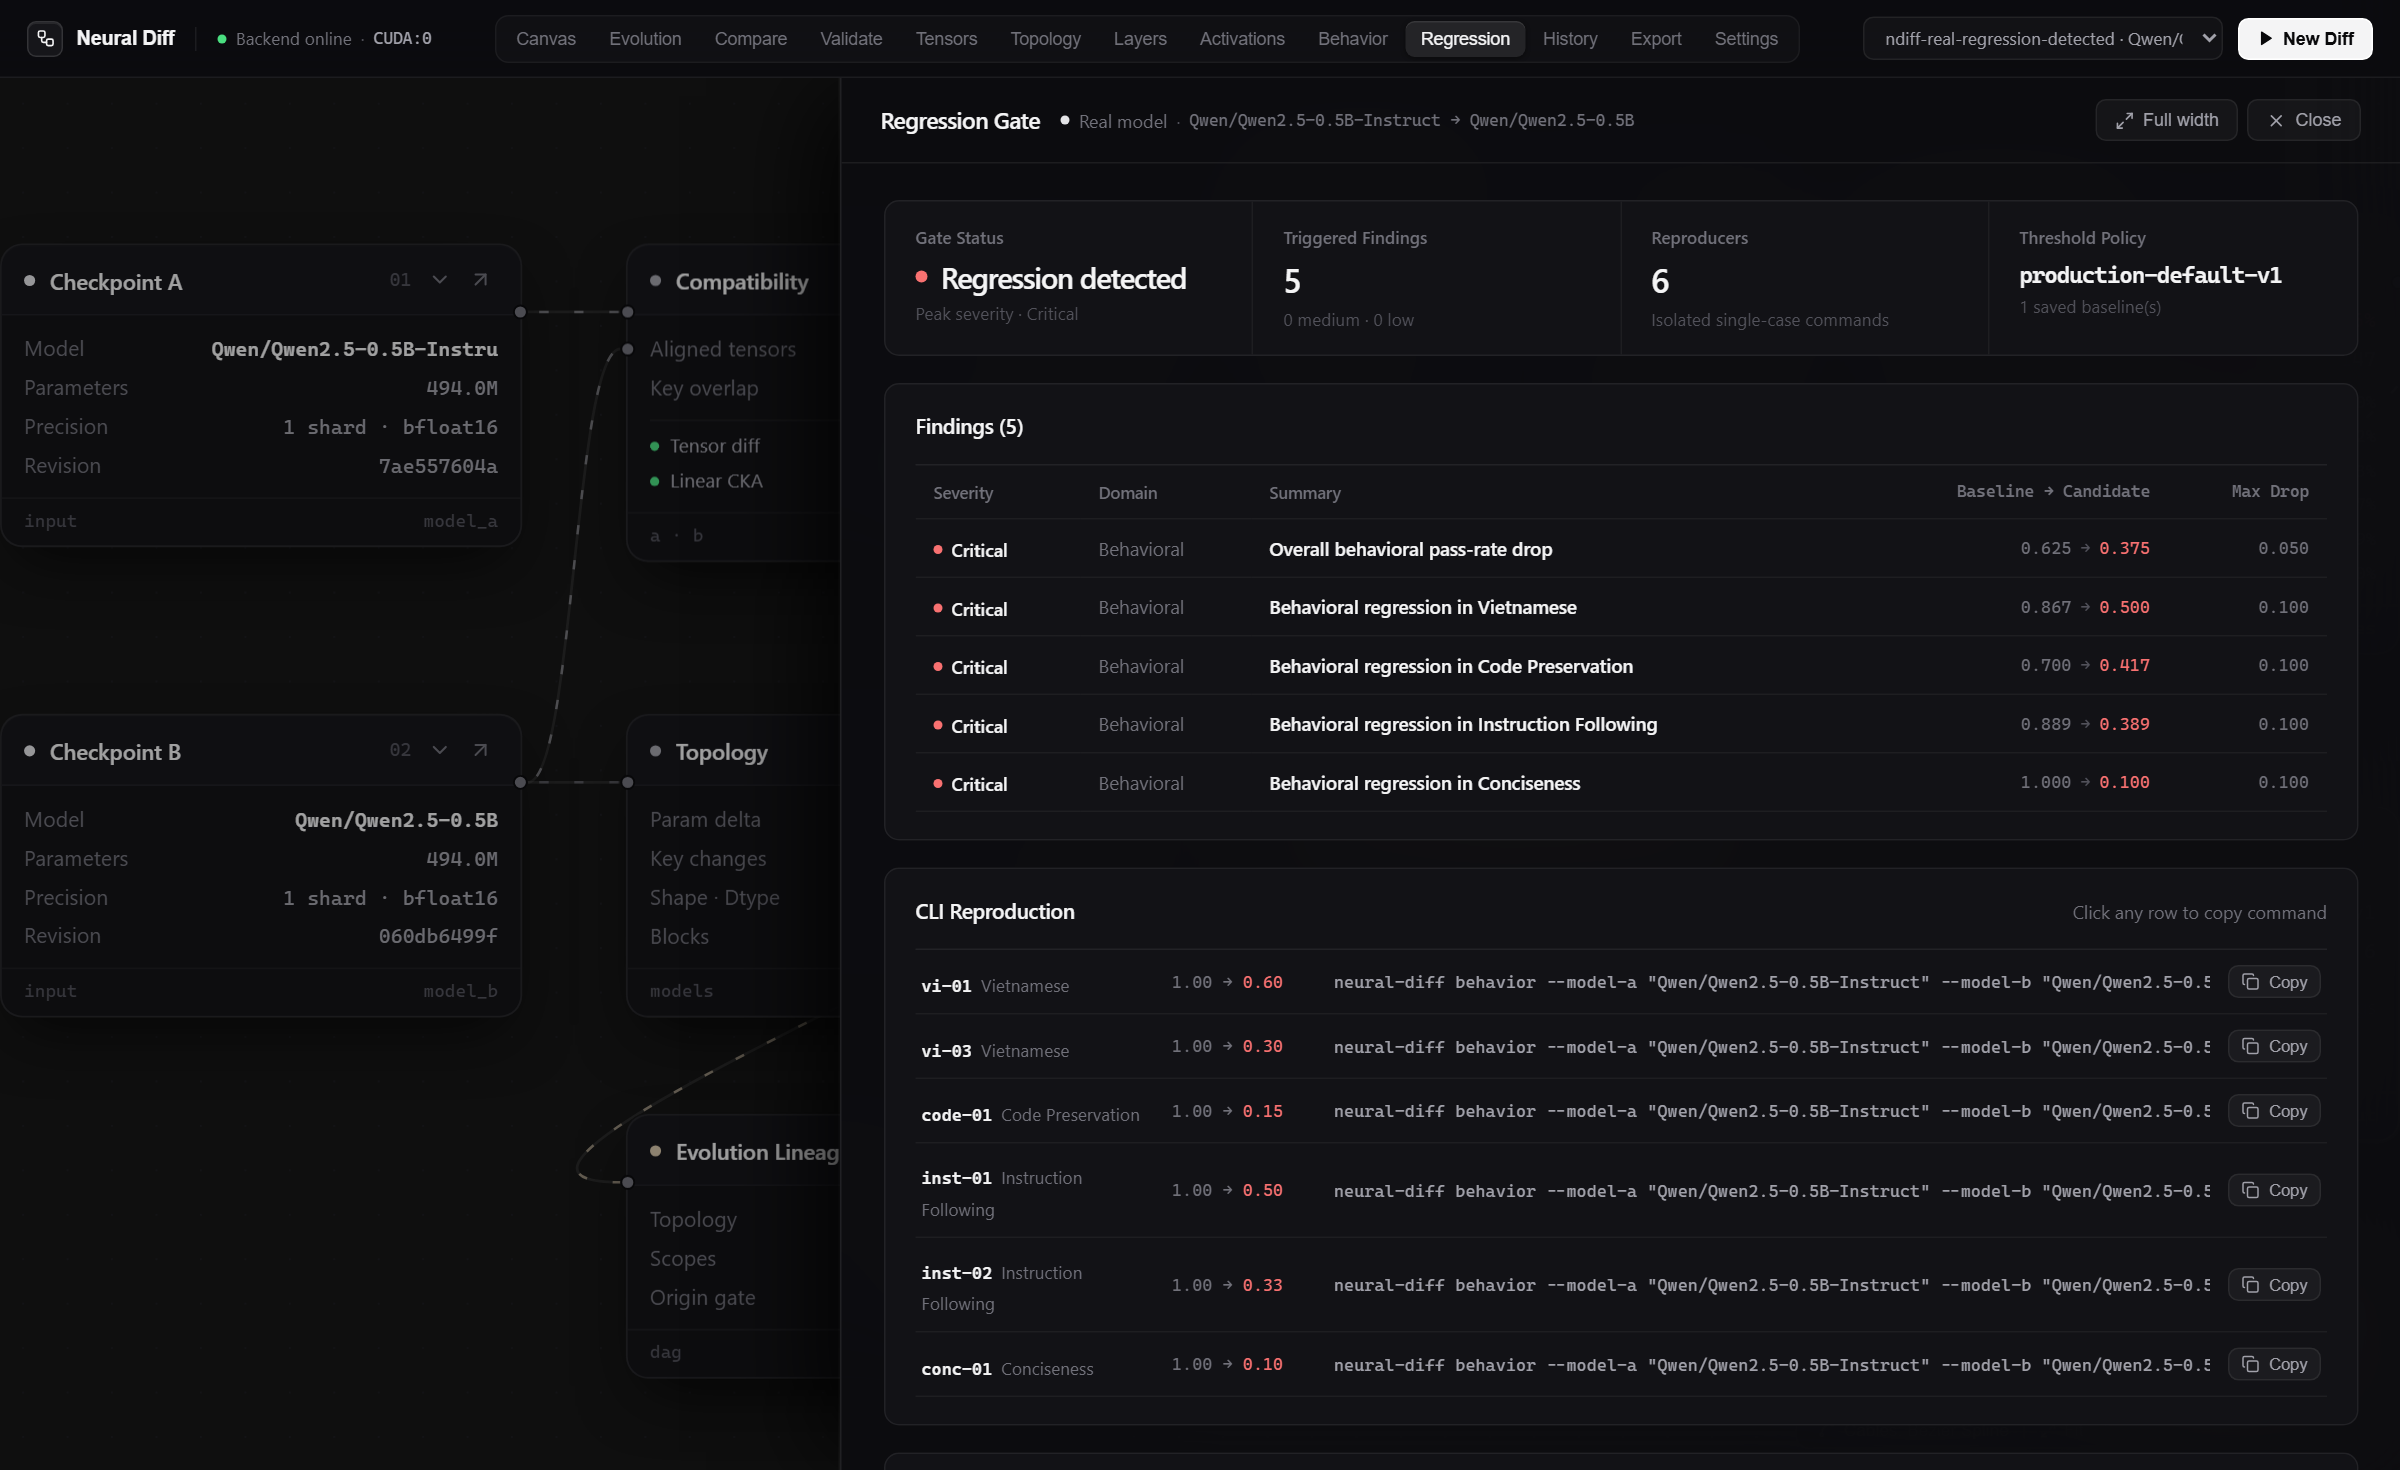 Neural Diff
Backend online · CUDA:0
Canvas Evolution Compare Validate Tensors Topology Layers Activations Behavior Regression History Export Settings
ndiff-real-regression-detected · Qwen/(
New Diff
Checkpoint A 01
Model Qwen/Qwen2.5-0.5B-Instru
Parameters 494.0M
Precision 1 shard · bfloat16
Revision 7ae557604a
input model_a
Compatibility
Aligned tensors
Key overlap
Tensor diff
Linear CKA
a · b
Checkpoint B 02
Model Qwen/Qwen2.5-0.5B
Parameters 494.0M
Precision 1 shard · bfloat16
Revision 060db6499f
input model_b
Topology
Param delta
Key changes
Shape · Dtype
Blocks
models
Evolution Lineag
Topology
Scopes
Origin gate
dag
Regression Gate Real model · Qwen/Qwen2.5-0.5B-Instruct → Qwen/Qwen2.5-0.5B
Full width
Close
Gate Status
Regression detected
Peak severity · Critical
Triggered Findings
5
0 medium · 0 low
Reproducers
6
Isolated single-case commands
Threshold Policy
production-default-v1
1 saved baseline(s)
Findings (5)
Severity Domain Summary Baseline → Candidate Max Drop
Critical Behavioral Overall behavioral pass-rate drop 0.625 → 0.375 0.050
Critical Behavioral Behavioral regression in Vietnamese 0.867 → 0.500 0.100
Critical Behavioral Behavioral regression in Code Preservation 0.700 → 0.417 0.100
Critical Behavioral Behavioral regression in Instruction Following 0.889 → 0.389 0.100
Critical Behavioral Behavioral regression in Conciseness 1.000 → 0.100 0.100
CLI Reproduction Click any row to copy command
vi-01 Vietnamese 1.00 → 0.60 neural-diff behavior --model-a "Qwen/Qwen2.5-0.5B-Instruct" --model-b "Qwen/Qwen2.5-0.5 Copy
vi-03 Vietnamese 1.00 → 0.30 neural-diff behavior --model-a "Qwen/Qwen2.5-0.5B-Instruct" --model-b "Qwen/Qwen2.5-0.5 Copy
code-01 Code Preservation 1.00 → 0.15 neural-diff behavior --model-a "Qwen/Qwen2.5-0.5B-Instruct" --model-b "Qwen/Qwen2.5-0.5 Copy
inst-01 Instruction
Following 1.00 → 0.50 neural-diff behavior --model-a "Qwen/Qwen2.5-0.5B-Instruct" --model-b "Qwen/Qwen2.5-0.5 Copy
inst-02 Instruction
Following 1.00 → 0.33 neural-diff behavior --model-a "Qwen/Qwen2.5-0.5B-Instruct" --model-b "Qwen/Qwen2.5-0.5 Copy
conc-01 Conciseness 1.00 → 0.10 neural-diff behavior --model-a "Qwen/Qwen2.5-0.5B-Instruct" --model-b "Qwen/Qwen2.5-0.5 Copy